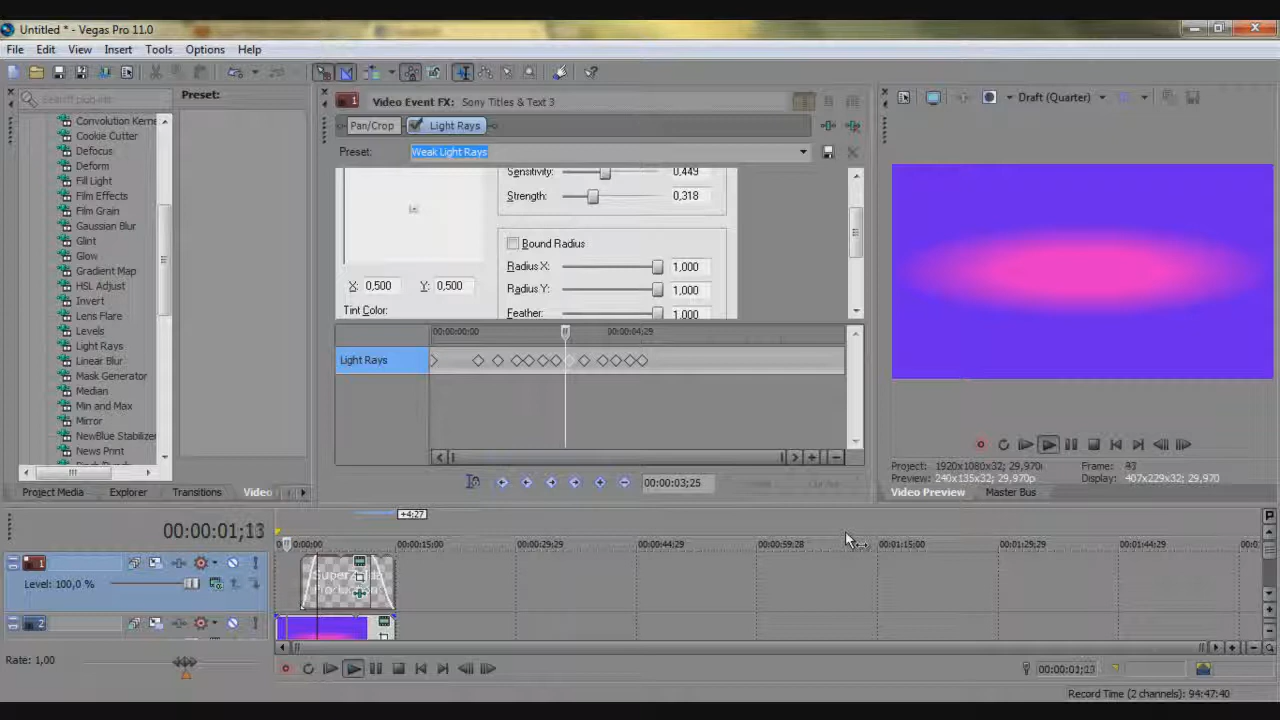 Untitled * - Vegas Pro 11.0
File Edit View Insert Tools Options Help
Search plug-ins
Convolution Kerne
Cookie Cutter
Defocus
Deform
Fill Light
Film Effects
Film Grain
Gaussian Blur
Glint
Glow
Gradient Map
HSL Adjust
Invert
Lens Flare
Levels
Light Rays
Linear Blur
Mask Generator
Median
Min and Max
Mirror
NewBlue Stabilizer
News Print
Project Media Explorer Transitions Video
Preset:
1 Video Event FX: Sony Titles & Text 3
Pan/Crop Light Rays
Preset: Weak Light Rays
Sensitivity: 0,449
Strength: 0,318
Bound Radius
Radius X: 1,000
Radius Y: 1,000
Feather: 1,000
X: 0,500 Y: 0,500
Tint Color:
00:00:00:00 00:00:04;29
Light Rays
00:00:03;25
Draft (Quarter)
Project: 1920x1080x32; 29,970i
Preview: 240x135x32; 29,970p
Frame: 43
Display: 407x229x32; 29,970
Video Preview Master Bus
00:00:01;13
+4:27
0:00:00 00:00:15;00 00:00:29;29 00:00:44;29 00:00:59;28 00:01:15;00 00:01:29;29 00:01:44;29 00:0
P
1
Level: 100,0 %
2
Rate: 1,00
Record Time (2 channels): 94:47:40